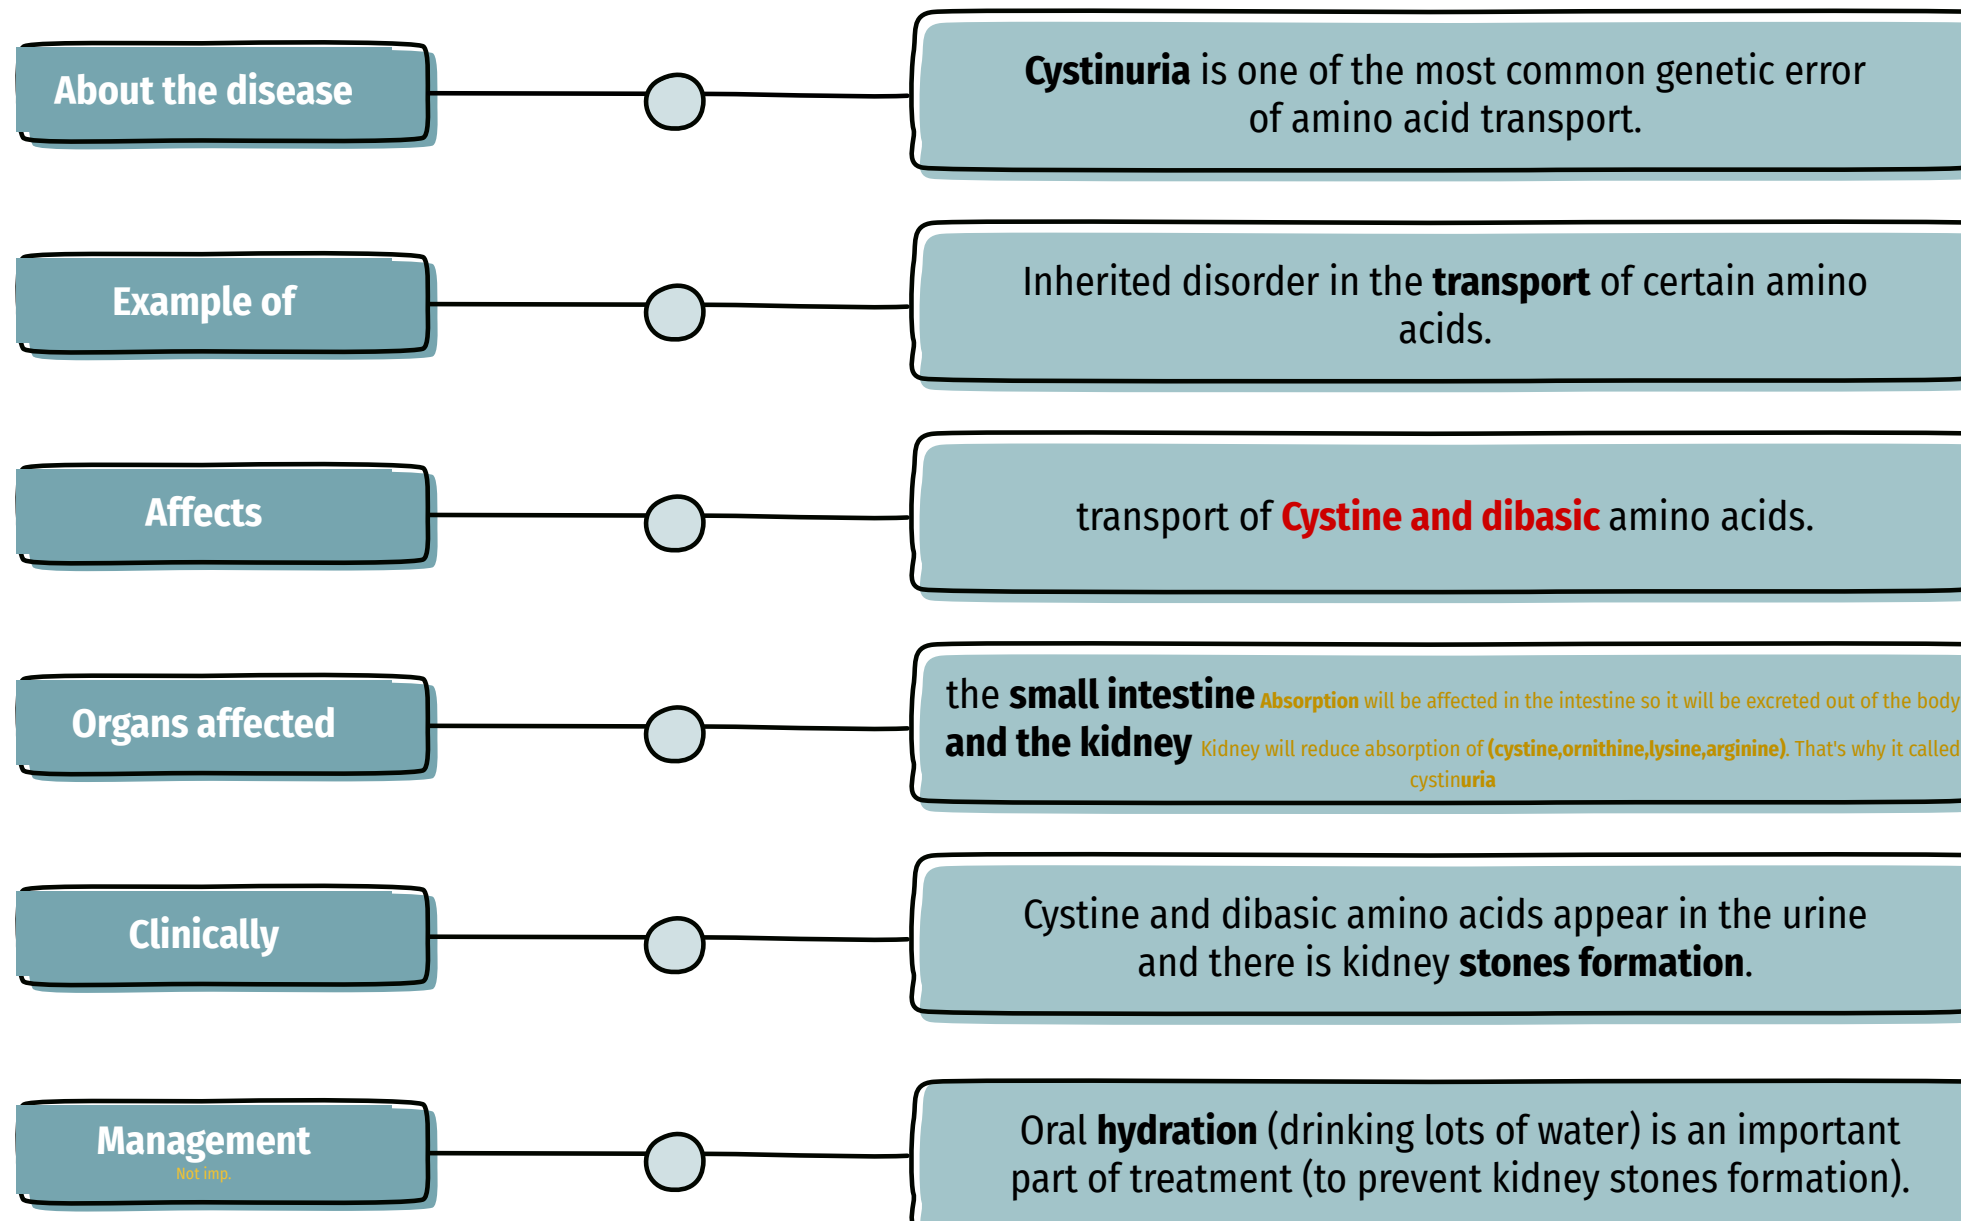 About the disease
Cystinuria is one of the most common genetic error
of amino acid transport.
Example of
Inherited disorder in the transport of certain amino
acids.
Affects
transport of Cystine and dibasic amino acids.
Organs affected
the small intestine Absorption will be affected in the intestine so it will be excreted out of the body
and the kidney Kidney will reduce absorption of (cystine,ornithine,lysine,arginine). That's why it called
cystinuria
Clinically
Cystine and dibasic amino acids appear in the urine
and there is kidney stones formation.
Management
Not imp.
Oral hydration (drinking lots of water) is an important
part of treatment (to prevent kidney stones formation).